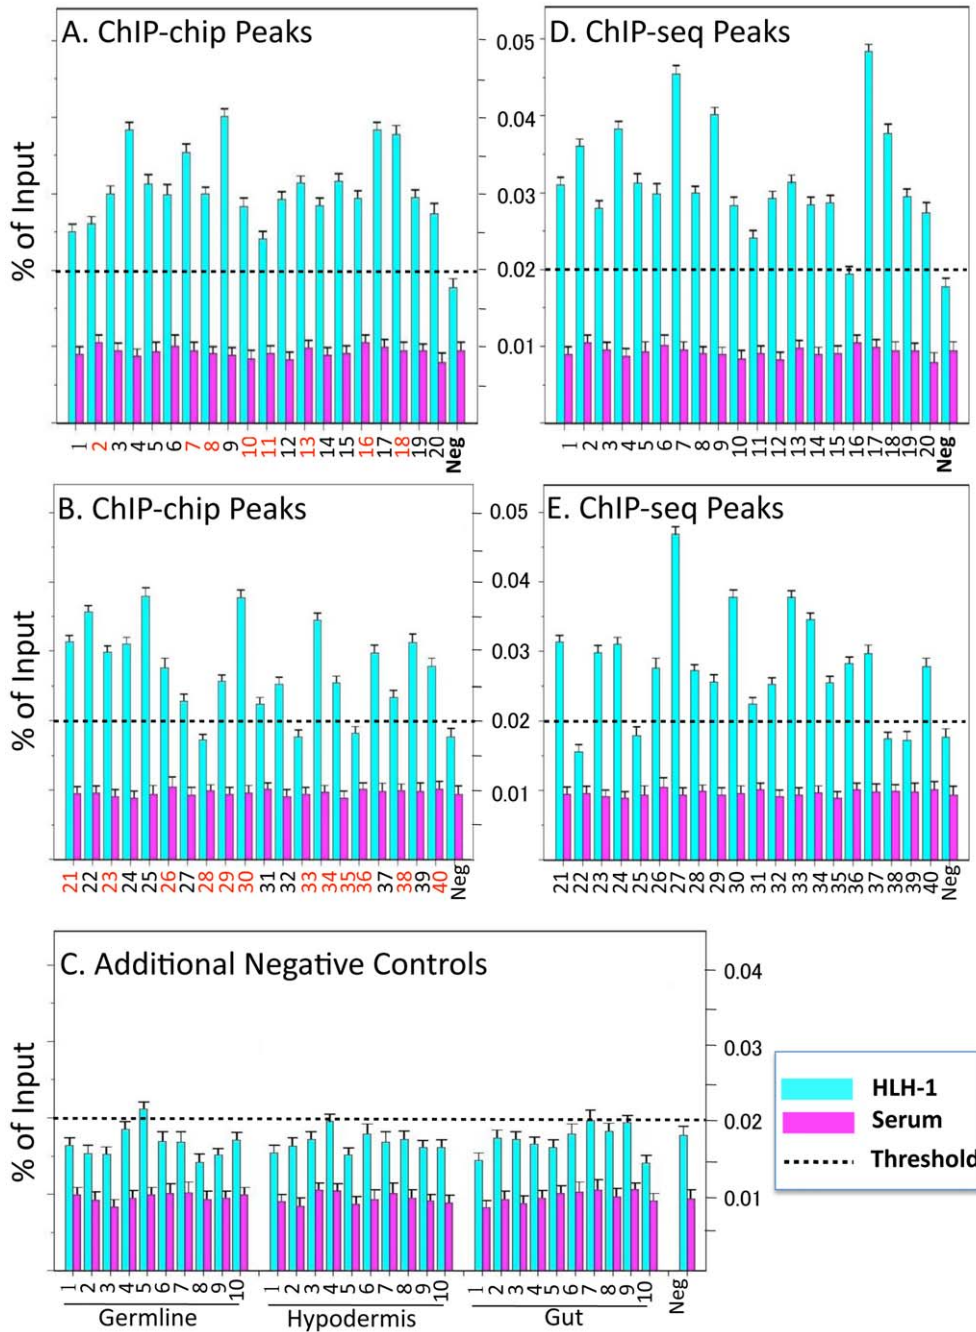 A. ChIP-chip Peaks
D. ChIP-seq Peaks
% of Input
0.05
0.04
0.03
0.02
0.01
1 2 3 4 5 6 7 8 9 10 11 12 13 14 15 16 17 18 19 20 Neg
1 2 3 4 5 6 7 8 9 10 11 12 13 14 15 16 17 18 19 20 Neg
B. ChIP-chip Peaks
E. ChIP-seq Peaks
% of Input
0.05
0.04
0.03
0.02
0.01
21 22 23 24 25 26 27 28 29 30 31 32 33 34 35 36 37 38 39 40 Neg
21 22 23 24 25 26 27 28 29 30 31 32 33 34 35 36 37 38 39 40 Neg
C. Additional Negative Controls
% of Input
0.04
0.03
0.02
0.01
1 2 3 4 5 6 7 8 9 10 1 2 3 4 5 6 7 8 9 10 1 2 3 4 5 6 7 8 9 10 Neg
Germline Hypodermis Gut
HLH-1
Serum
Threshold